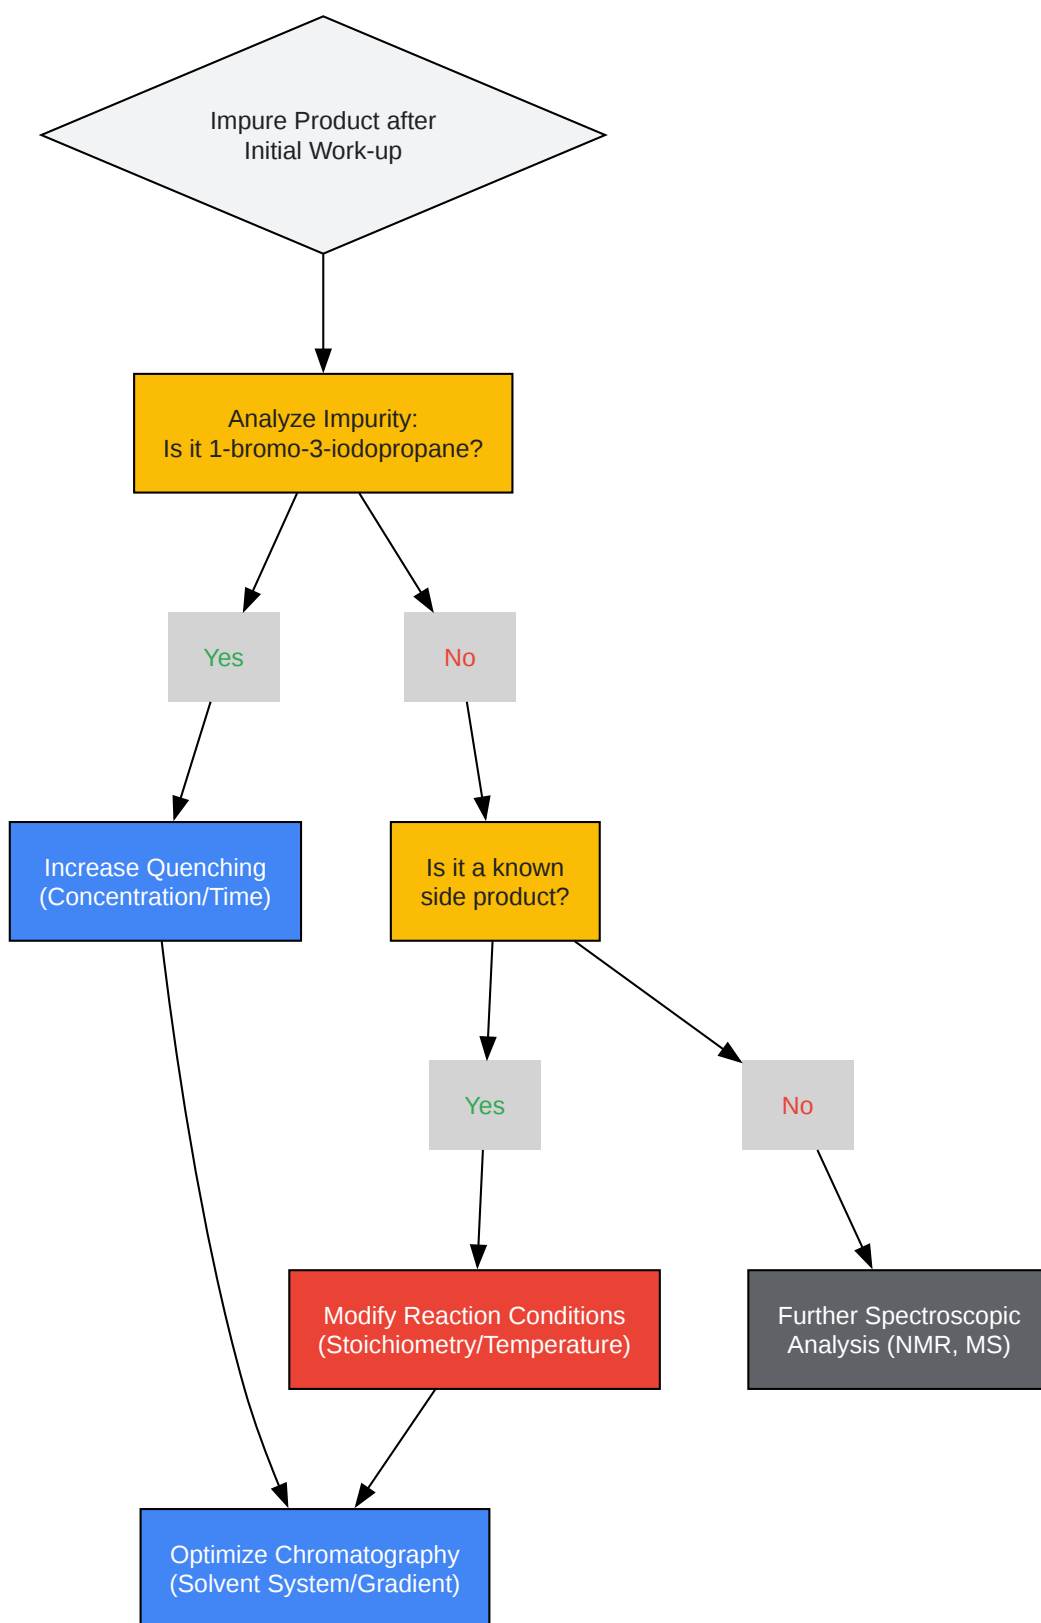 Impure Product after
Initial Work-up
Analyze Impurity:
Is it 1-bromo-3-iodopropane?
Yes
No
Increase Quenching
(Concentration/Time)
Is it a known
side product?
Yes
No
Modify Reaction Conditions
(Stoichiometry/Temperature)
Further Spectroscopic
Analysis (NMR, MS)
Optimize Chromatography
(Solvent System/Gradient)